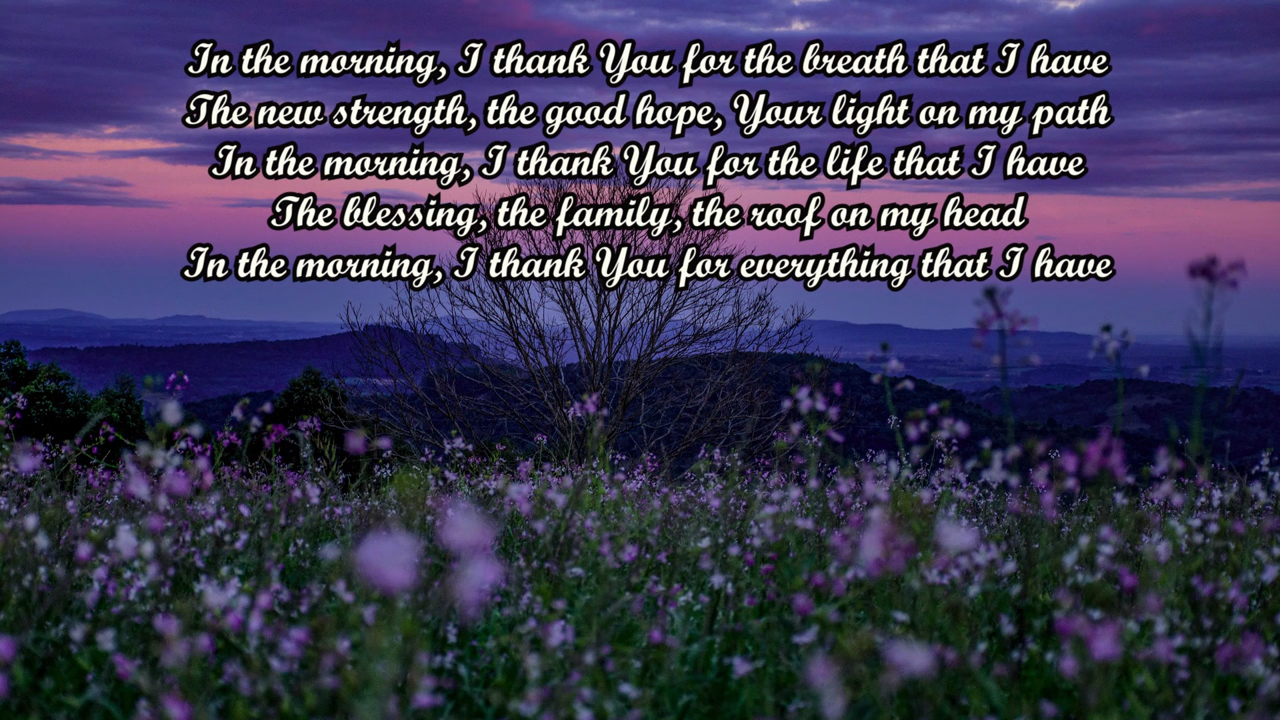 In the morning, I thank You for the breath that I have
The new strength, the good hope, Your light on my path
In the morning, I thank You for the life that I have
The blessing, the family, the roof on my head
In the morning, I thank You for everything that I have